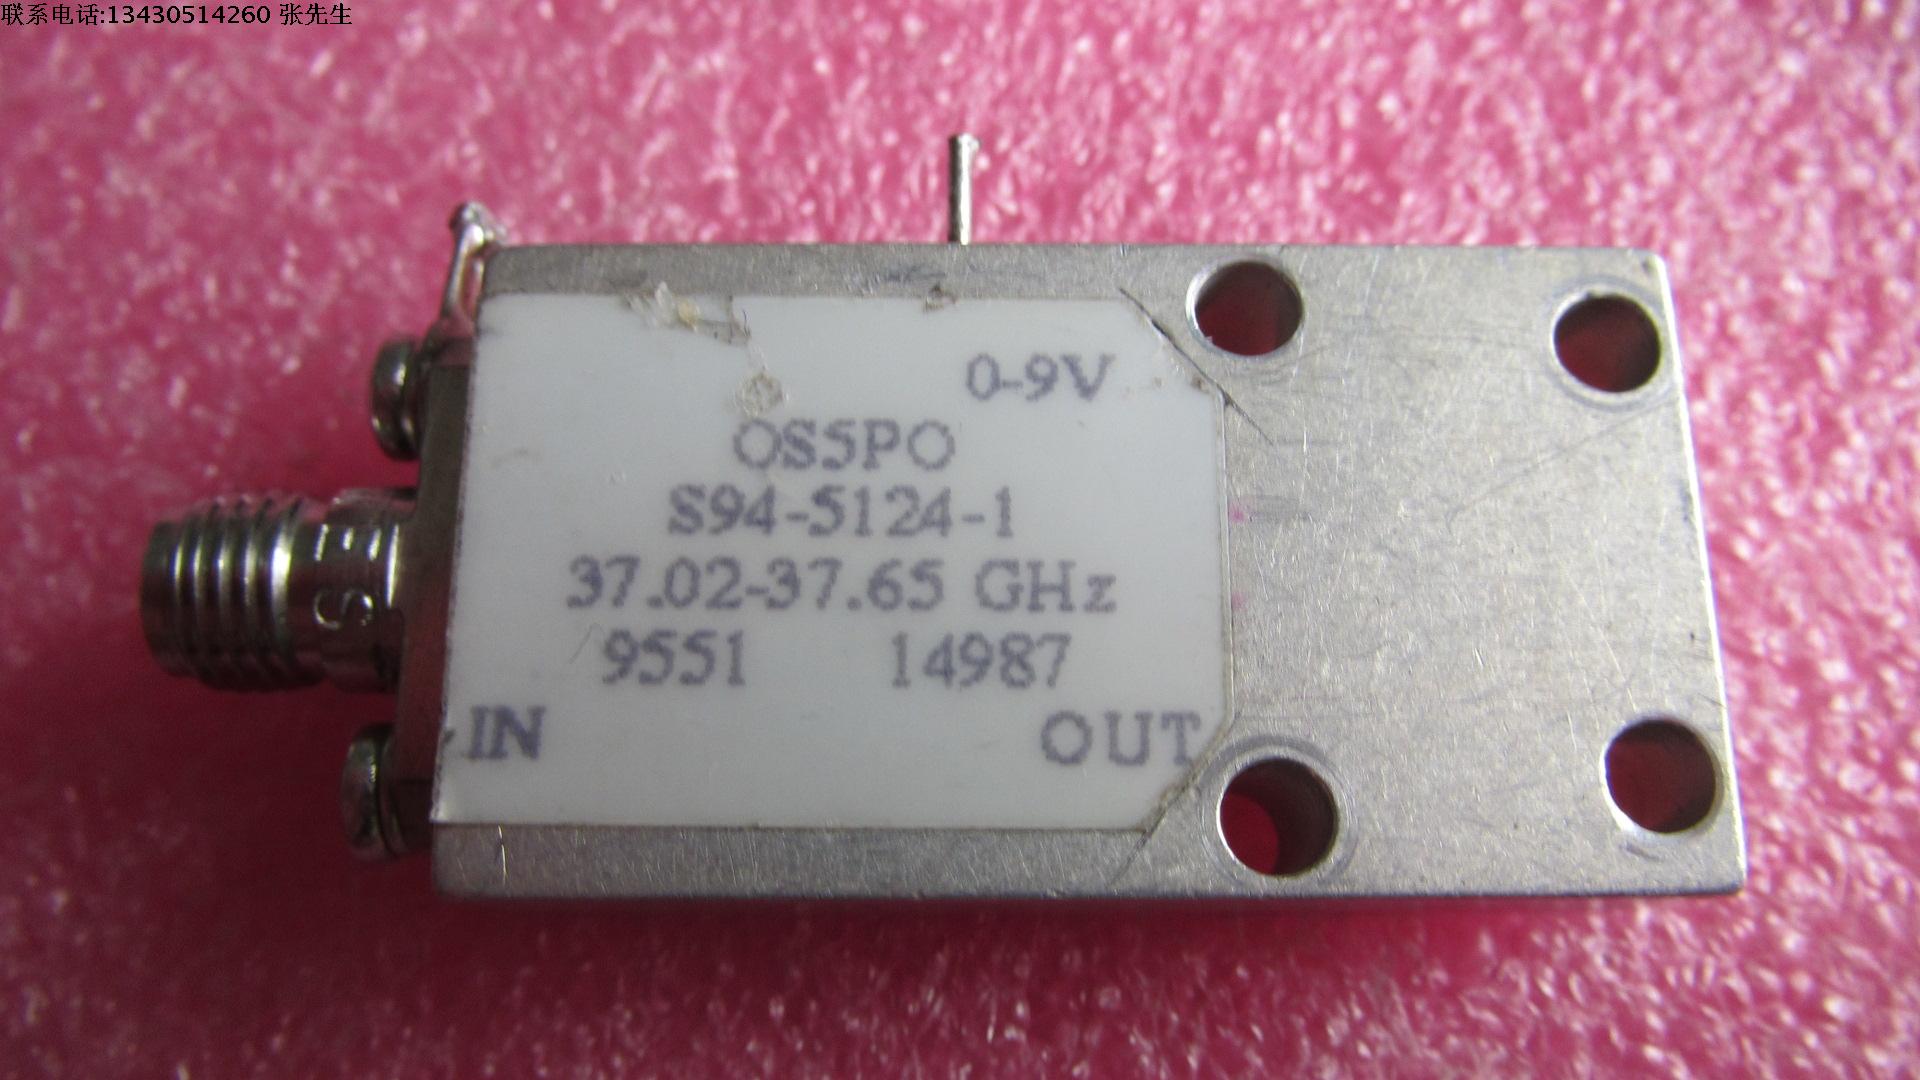 联系电话:13430514260 张先生
0-9V
OS5PO
S94-5124-1
37.02-37.65 GHz
9551 14987
IN OUT